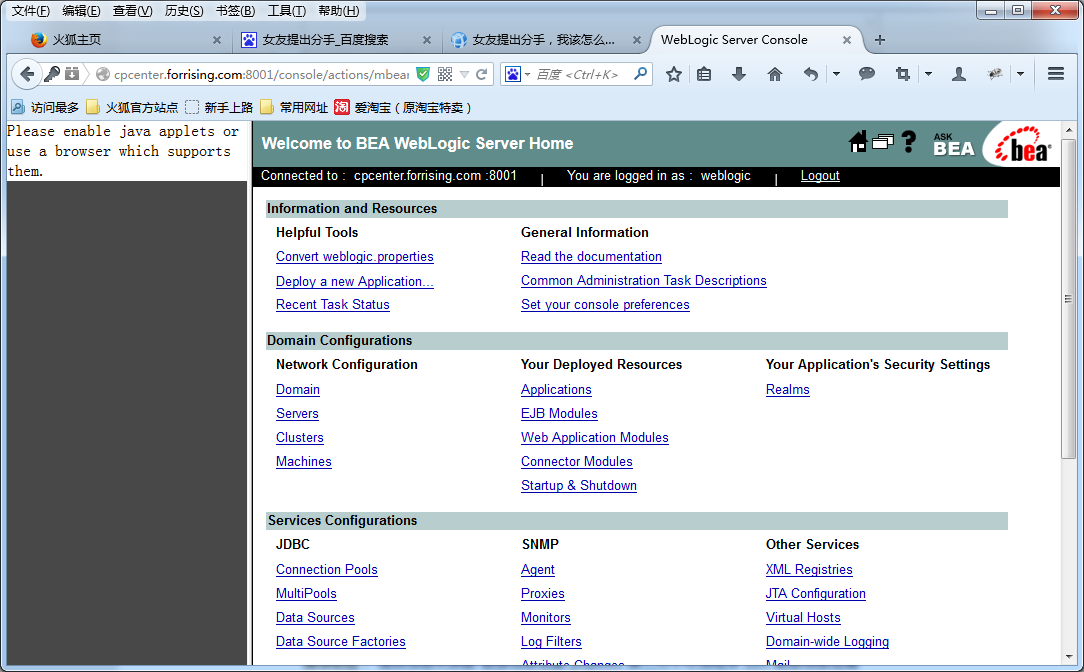 文件(F) 编辑(E) 查看(V) 历史(S) 书签(B) 工具(T) 帮助(H)
火狐主页 女友提出分手_百度搜索 女友提出分手，我该怎么... WebLogic Server Console
cpcenter.forrising.com:8001/console/actions/mbean 百度 <Ctrl+K>
访问最多 火狐官方站点 新手上路 常用网址 淘 爱淘宝（原淘宝特卖）
Please enable java applets or
use a browser which supports
them.
Welcome to BEA WebLogic Server Home ? ASK BEA bea
Connected to : cpcenter.forrising.com :8001 | You are logged in as : weblogic | Logout
Information and Resources
Helpful Tools General Information
Convert weblogic.properties Read the documentation
Deploy a new Application... Common Administration Task Descriptions
Recent Task Status Set your console preferences
Domain Configurations
Network Configuration Your Deployed Resources Your Application's Security Settings
Domain Applications Realms
Servers EJB Modules
Clusters Web Application Modules
Machines Connector Modules
Startup & Shutdown
Services Configurations
JDBC SNMP Other Services
Connection Pools Agent XML Registries
MultiPools Proxies JTA Configuration
Data Sources Monitors Virtual Hosts
Data Source Factories Log Filters Domain-wide Logging
Attribute Changes Mail